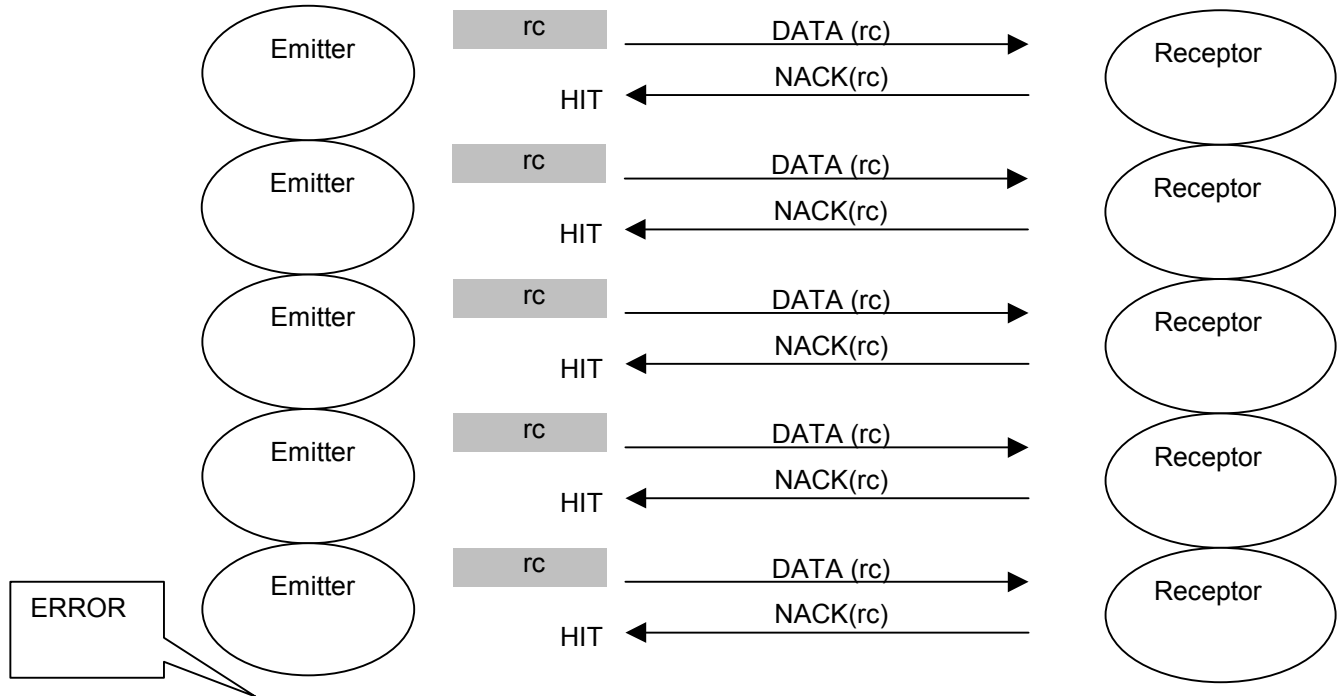 Emitter rc DATA (rc) Receptor
HIT NACK(rc)
Emitter rc DATA (rc) Receptor
HIT NACK(rc)
Emitter rc DATA (rc) Receptor
HIT NACK(rc)
Emitter rc DATA (rc) Receptor
HIT NACK(rc)
Emitter rc DATA (rc) Receptor
ERROR
HIT NACK(rc)